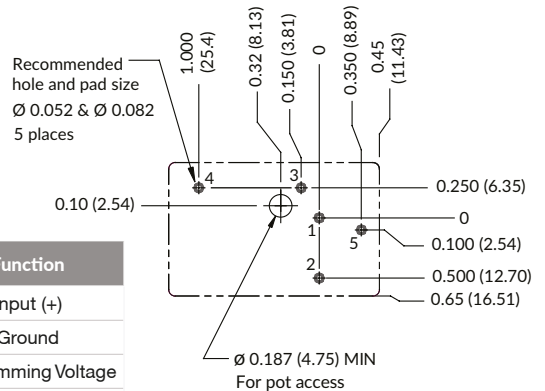 1.000 (25.4)
0.32 (8.13)
0.150 (3.81)
0
0.350 (8.89)
0.45 (11.43)
Recommended
hole and pad size
Ø 0.052 & Ø 0.082
5 places
4
3
0.250 (6.35)
0.10 (2.54)
0
1
5
0.100 (2.54)
2
0.500 (12.70)
0.65 (16.51)
Input (+)
Ground
Voltage
Ø 0.187 (4.75) MIN
For pot access